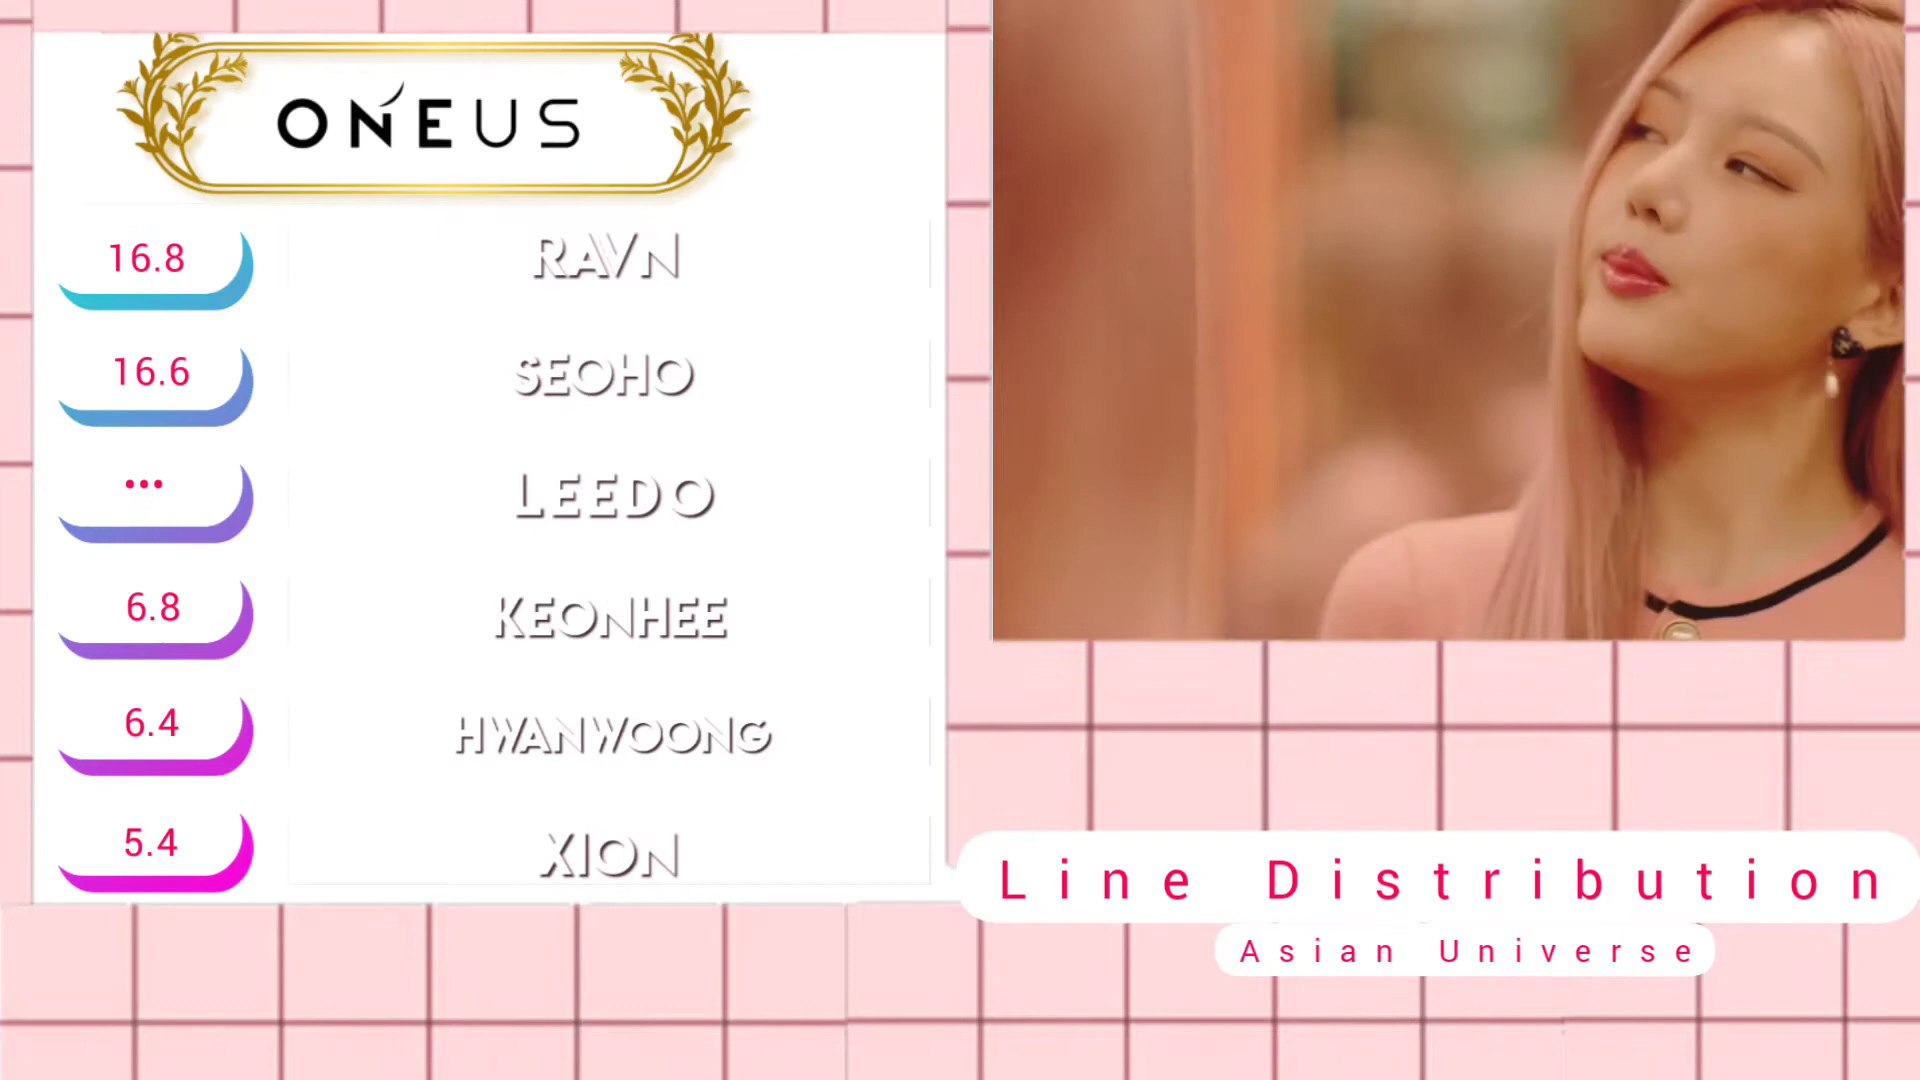 ONEUS
16.8 RAVN
16.6 SEOHO
... LEEDO
6.8 KEONHEE
6.4 HWANWOONG
5.4 XION
Line Distribution
Asian Universe